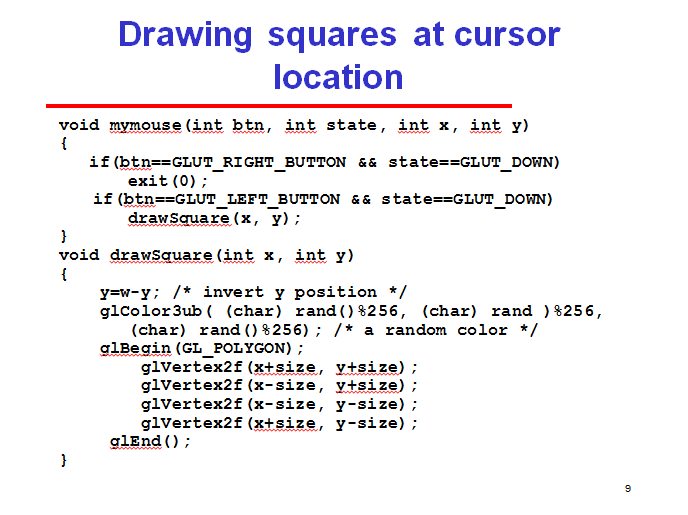 Drawing squares at cursor
location
void mymouse(int btn, int state, int x, int y)
{
if(btn==GLUT_RIGHT_BUTTON && state==GLUT_DOWN)
exit(0);
if(btn==GLUT_LEFT_BUTTON && state==GLUT_DOWN)
drawSquare(x, y);
}
void drawSquare(int x, int y)
{
y=w-y; /* invert y position */
glColor3ub( (char) rand()%256, (char) rand )%256,
(char) rand()%256); /* a random color */
glBegin(GL_POLYGON);
glVertex2f(x+size, y+size);
glVertex2f(x-size, y+size);
glVertex2f(x-size, y-size);
glVertex2f(x+size, y-size);
glEnd();
}
9